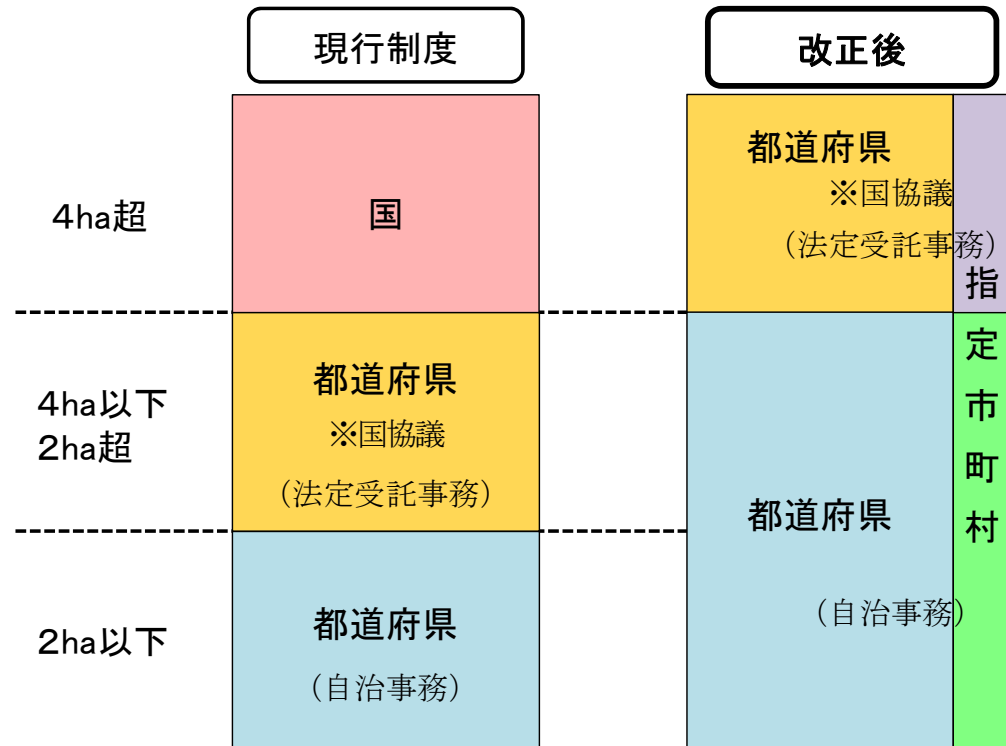 現行制度
改正後
4ha超
国
都道府県
※国協議
（法定受託事務）
4ha以下
2ha超
都道府県
※国協議
（法定受託事務）
2ha以下
都道府県
（自治事務）
都道府県
（自治事務）
指定市町村